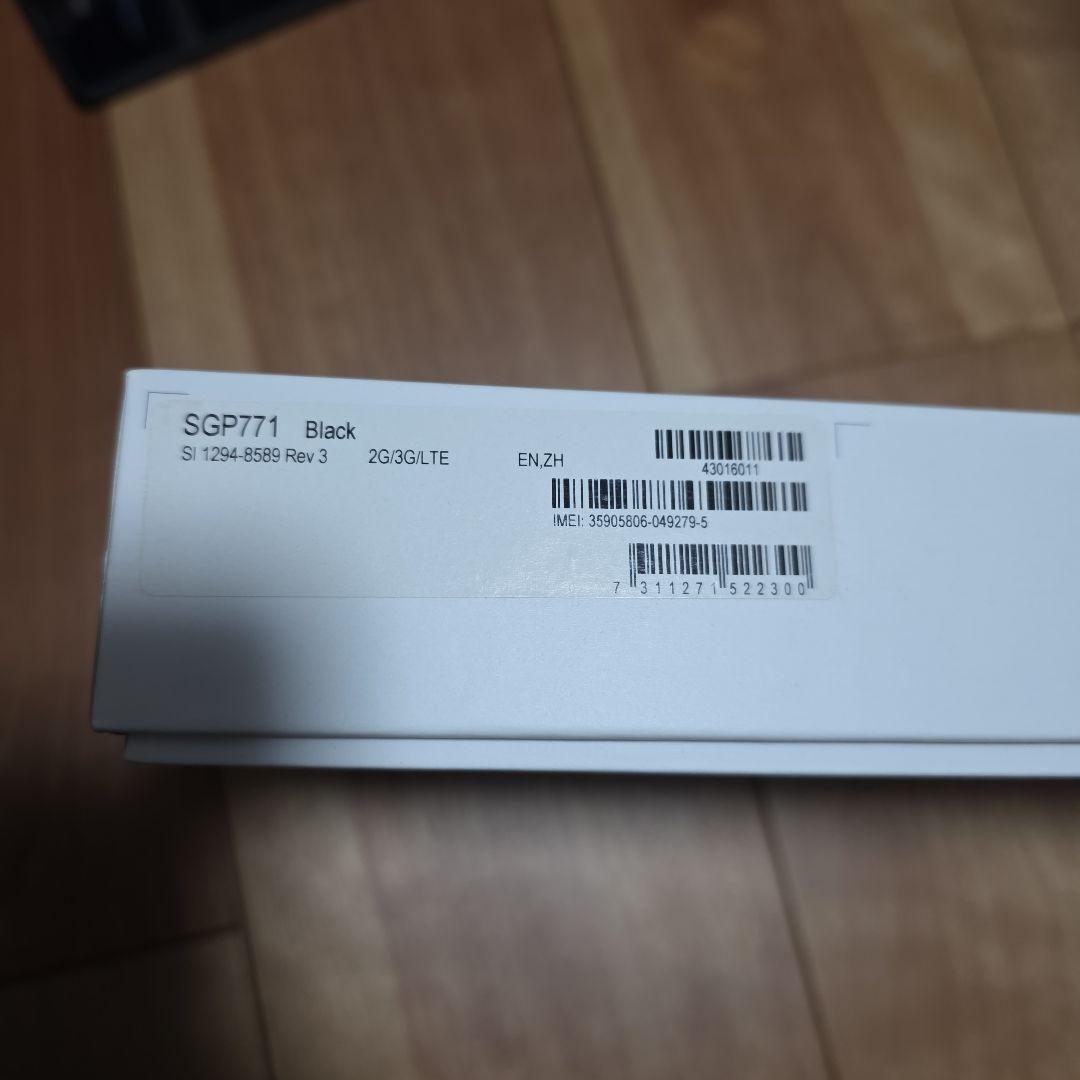 SGP771 Black
SI 1294-8589 Rev 3 2G/3G/LTE EN,ZH
43016011
IMEI: 35905806-049279-5
7 311271 522300